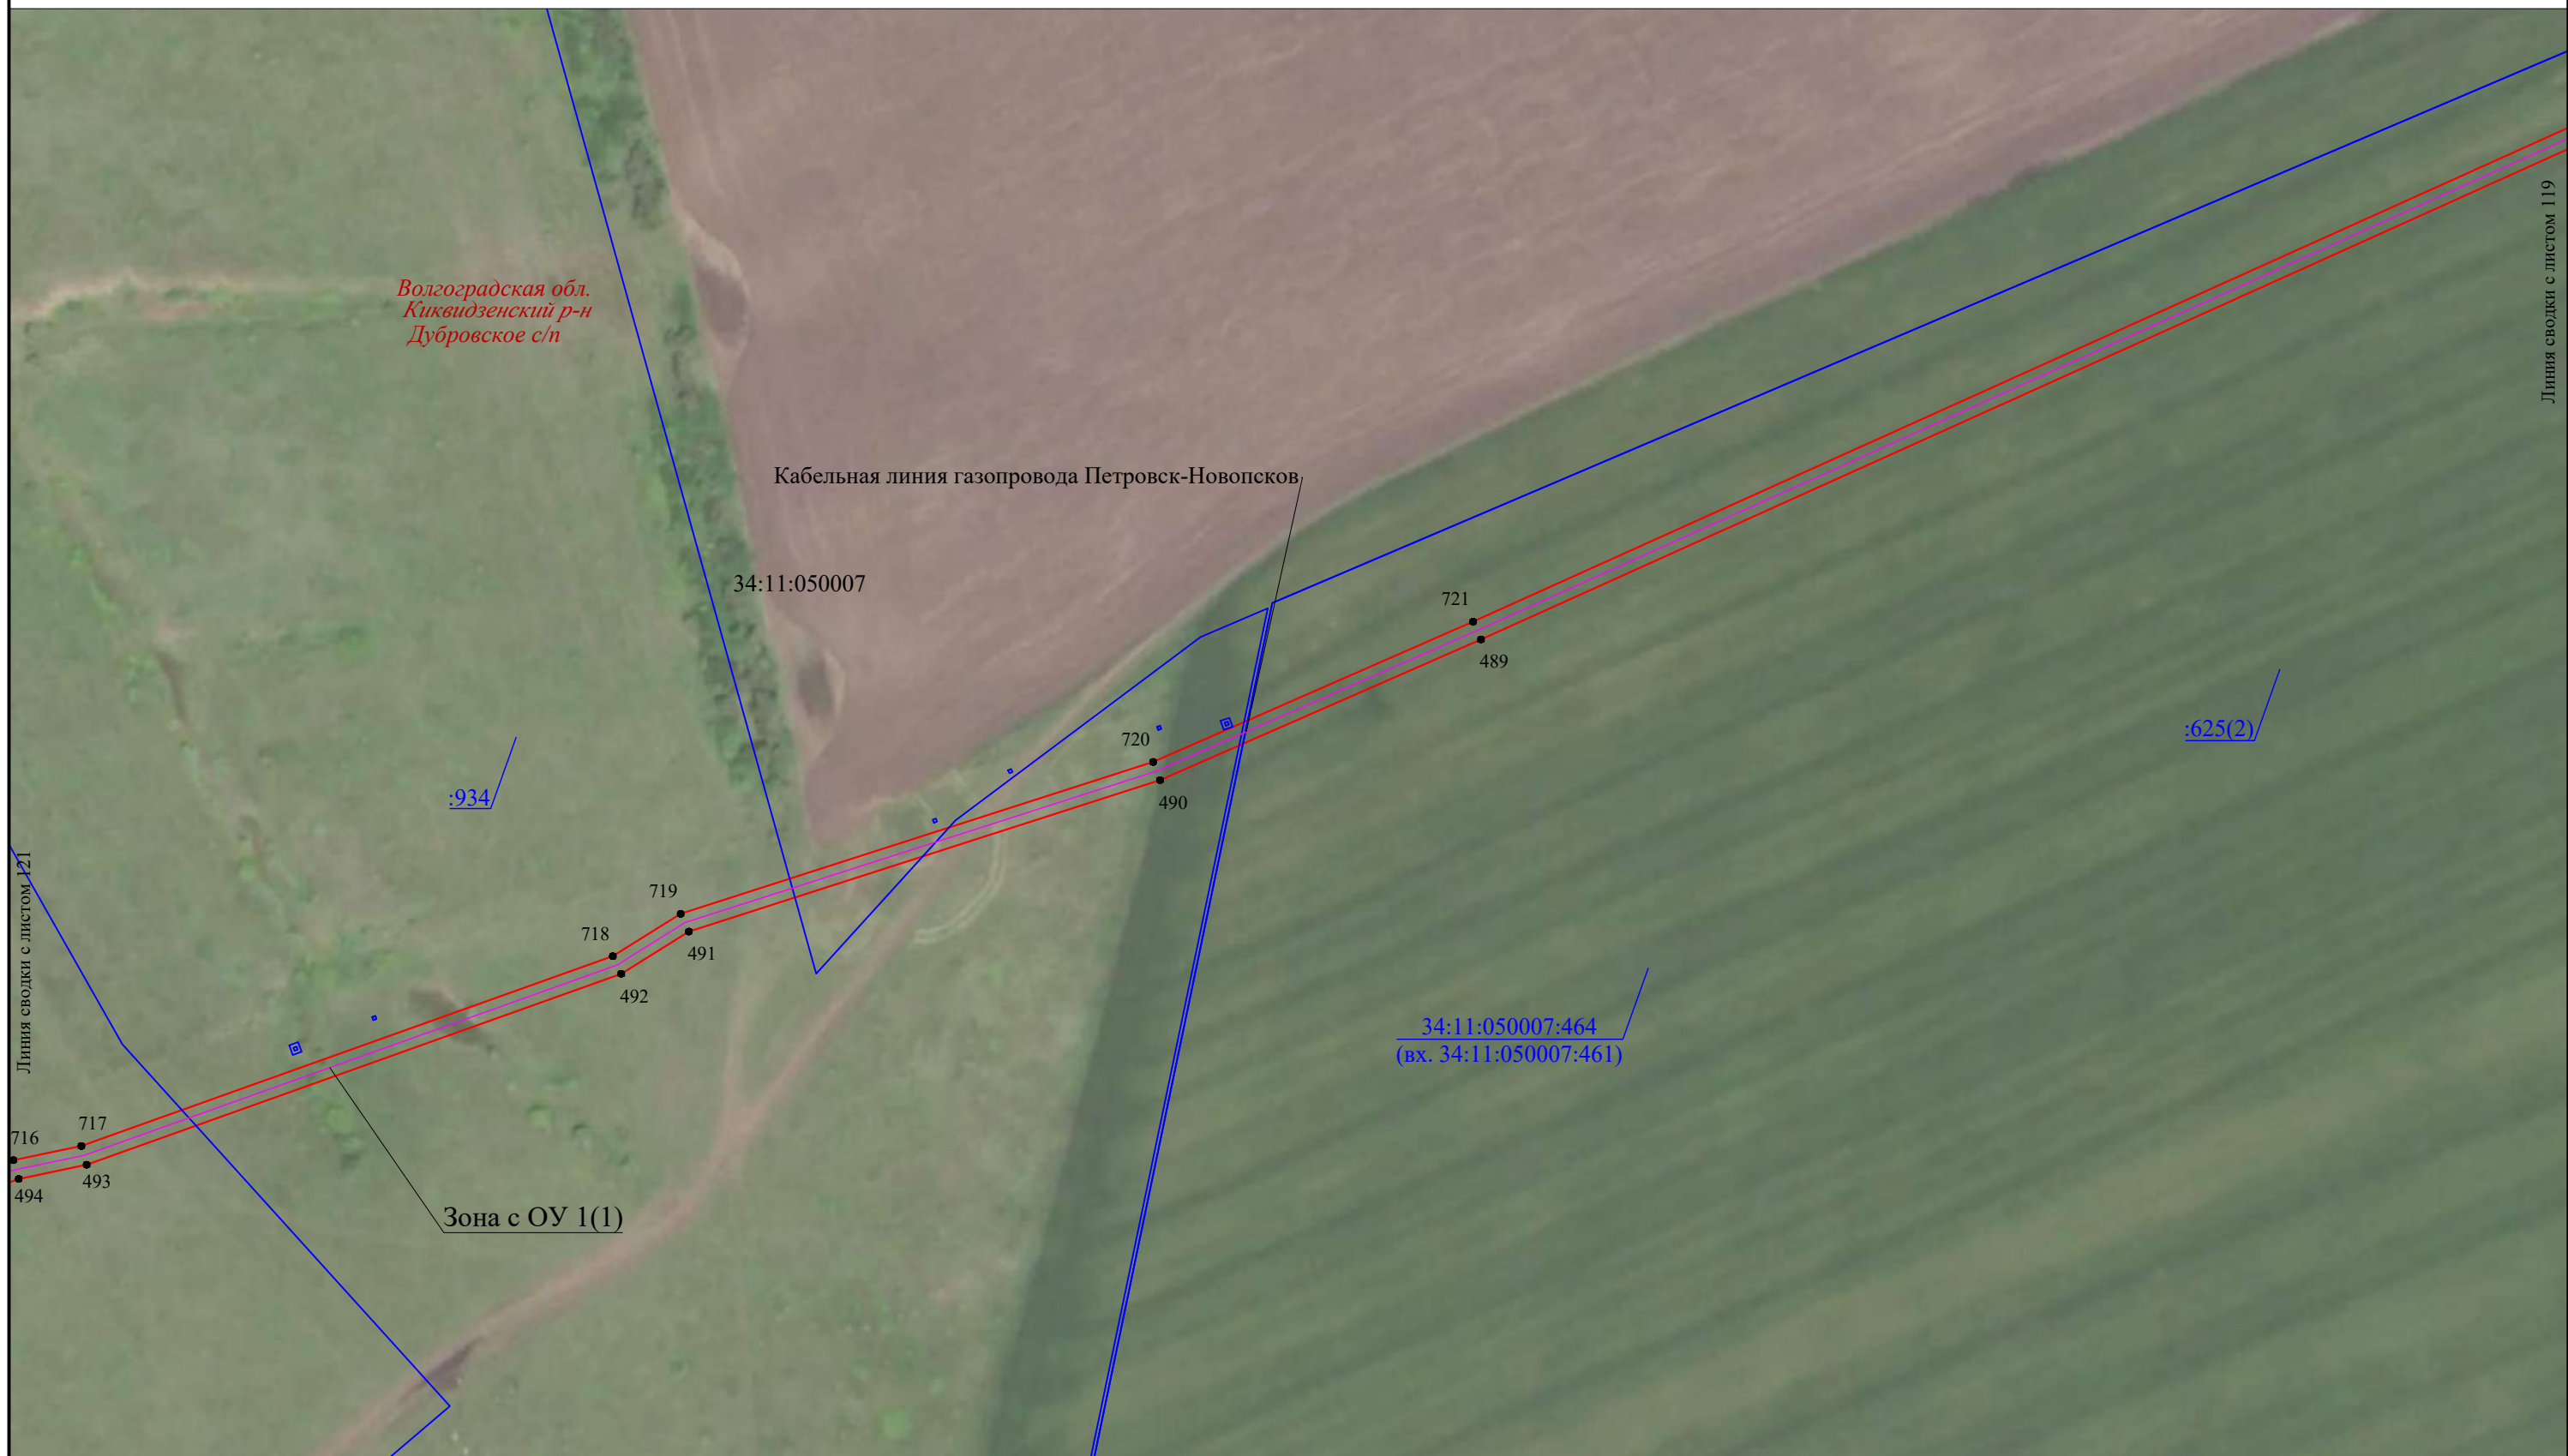 Линия сводки с листом 119
Волгоградская обл.
Киквидзенский р-н
Дубровское с/п
Кабельная линия газопровода Петровск-Новопсков
34:11:050007
721
489
:625(2)
720
490
:934
719
491
718
492
Линия сводки с листом 121
34:11:050007:464
(вх. 34:11:050007:461)
716
717
494
493
Зона с ОУ 1(1)